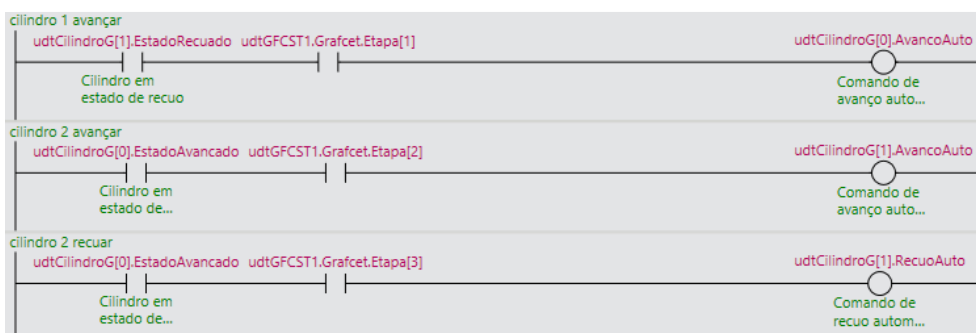 cilindro 1 avançar
udtCilindroG[1].EstadoRecuado udtGFCST1.Grafcet.Etapa[1] udtCilindroG[0].AvancoAuto
Cilindro em Comando de
estado de recuo avanço auto...
cilindro 2 avançar
udtCilindroG[0].EstadoAvancado udtGFCST1.Grafcet.Etapa[2] udtCilindroG[1].AvancoAuto
Cilindro em Comando de
estado de... avanço auto...
cilindro 2 recuar
udtCilindroG[0].EstadoAvancado udtGFCST1.Grafcet.Etapa[3] udtCilindroG[1].RecuoAuto
Cilindro em Comando de
estado de... recuo autom...